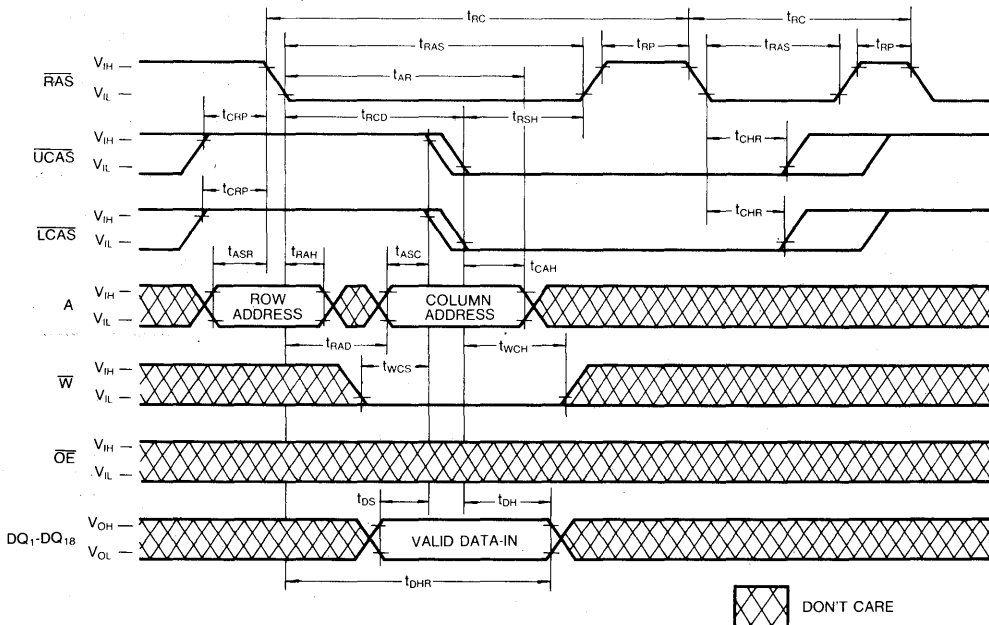 tRC tRC
tRAS tRP tRAS tRP
RAS VIH
VIL
tAR
tCRP tRCD tRSH
UCAS VIH
VIL
tCHR
tCRP
LCAS VIH
VIL
tCHR
tASR tRAH tASC tCAH
A VIH
VIL
ROW ADDRESS
COLUMN ADDRESS
tRAD tWCS tWCH
W VIH
VIL
OE VIH
VIL
tDS tDH
DQ1-DQ18 VOH
VOL
VALID DATA-IN
tDHR
DON'T CARE